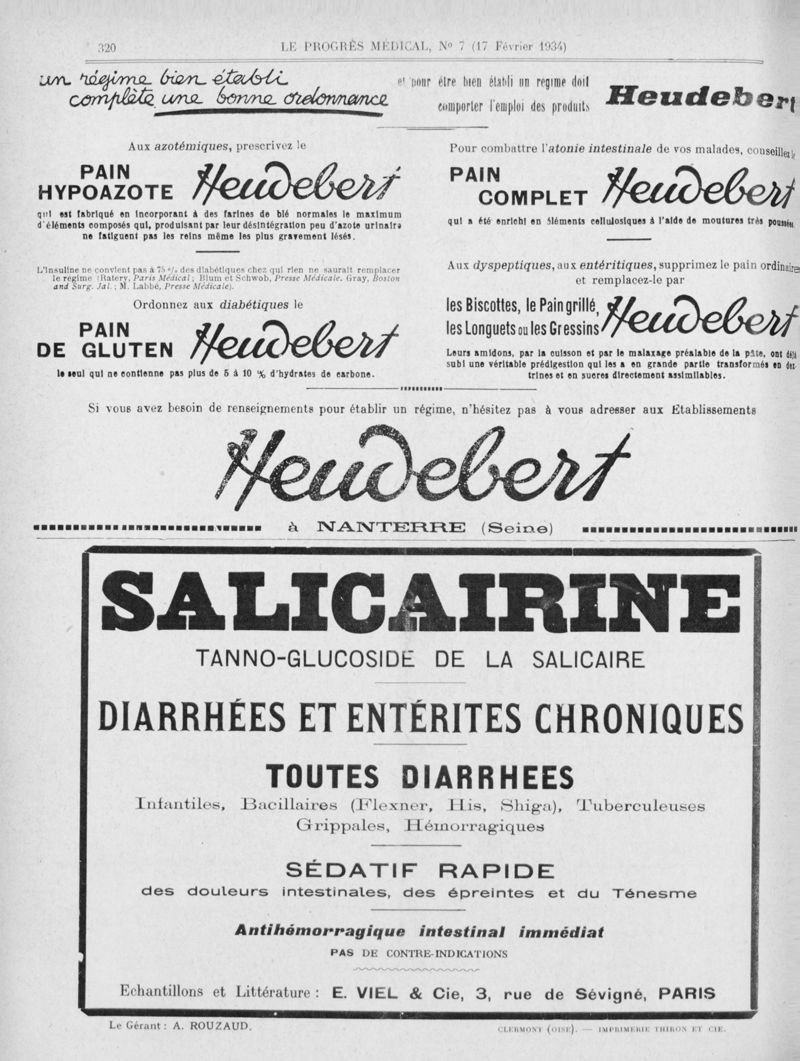 320 LE PROGRÈS MÉDICAL, No 7 (17 Février 1934)
un régime bien établi
complète une bonne ordonnance
et pour être bien établi un régime doit
comporter l'emploi des produits
Heudebert
Aux azotémiques, prescrivez le
PAIN
HYPOAZOTE Heudebert
qui est fabriqué en incorporant à des farines de blé normales le maximum
d'éléments composés qui, produisant par leur désintégration peu d'azote urinaire
ne fatiguent pas les reins même les plus gravement lésés.
L'insuline ne convient pas à 75 % des diabétiques chez qui rien ne saurait remplacer
le régime (Ratery, Paris Médical; Blum et Schwob, Presse Médicale. Gray, Boston
and Surg. Jal.; M. Labbé, Presse Médicale).
Ordonnez aux diabétiques le
PAIN
DE GLUTEN Heudebert
le seul qui ne contienne pas plus de 5 à 10 % d'hydrates de carbone.
Pour combattre l'atonie intestinale de vos malades, conseillez le
PAIN
COMPLET Heudebert
qui a été enrichi en éléments cellulosiques à l'aide de moutures très poussées.
Aux dyspeptiques, aux entéritiques, supprimez le pain ordinaire
et remplacez-le par
les Biscottes, le Pain grillé,
les Longuets ou les Gressins Heudebert
Leurs amidons, par la cuisson et par le malaxage préalable de la pâte, ont déjà
subi une véritable prédigestion qui les a en grande partie transformés en dex-
trines et en sucres directement assimilables.
Si vous avez besoin de renseignements pour établir un régime, n'hésitez pas à vous adresser aux Etablissements
Heudebert
à NANTERRE (Seine)
SALICAIRINE
TANNO-GLUCOSIDE DE LA SALICAIRE
DIARRHÉES ET ENTÉRITES CHRONIQUES
TOUTES DIARRHEES
Infantiles, Bacillaires (Flexner, His, Shiga), Tuberculeuses
Grippales, Hémorragiques
SÉDATIF RAPIDE
des douleurs intestinales, des épreintes et du Ténesme
Antihémorragique intestinal immédiat
PAS DE CONTRE-INDICATIONS
Echantillons et Littérature : E. VIEL & Cie, 3, rue de Sévigné, PARIS
Le Gérant : A. ROUZAUD.
CLERMONT (OISE). — IMPRIMERIE THIRON ET CIE.